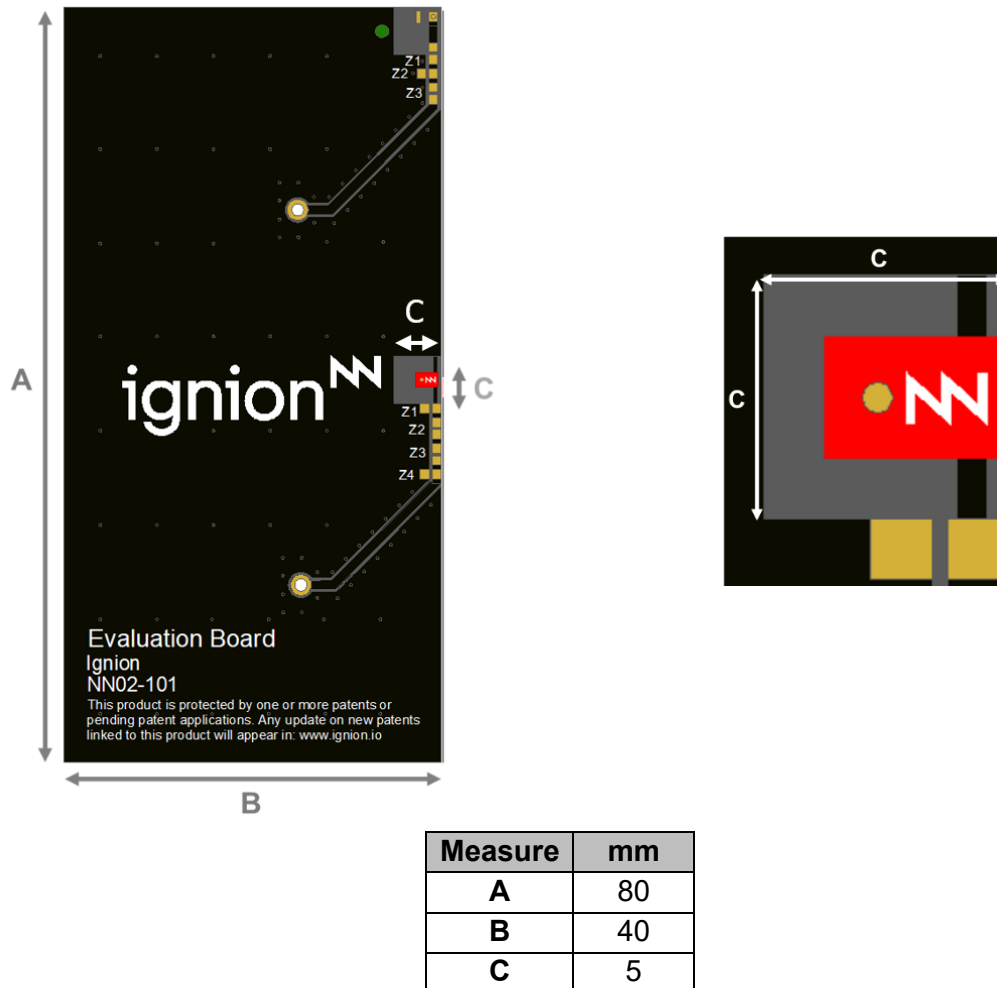 Z1
Z2
Z3
C
A
ignion
C
Z1
Z2
Z3
Z4
Evaluation Board
Ignion
NN02-101
This product is protected by one or more patents or
pending patent applications. Any update on new patents
linked to this product will appear in: www.ignion.io
B
C
C
Measure mm
A 80
B 40
C 5